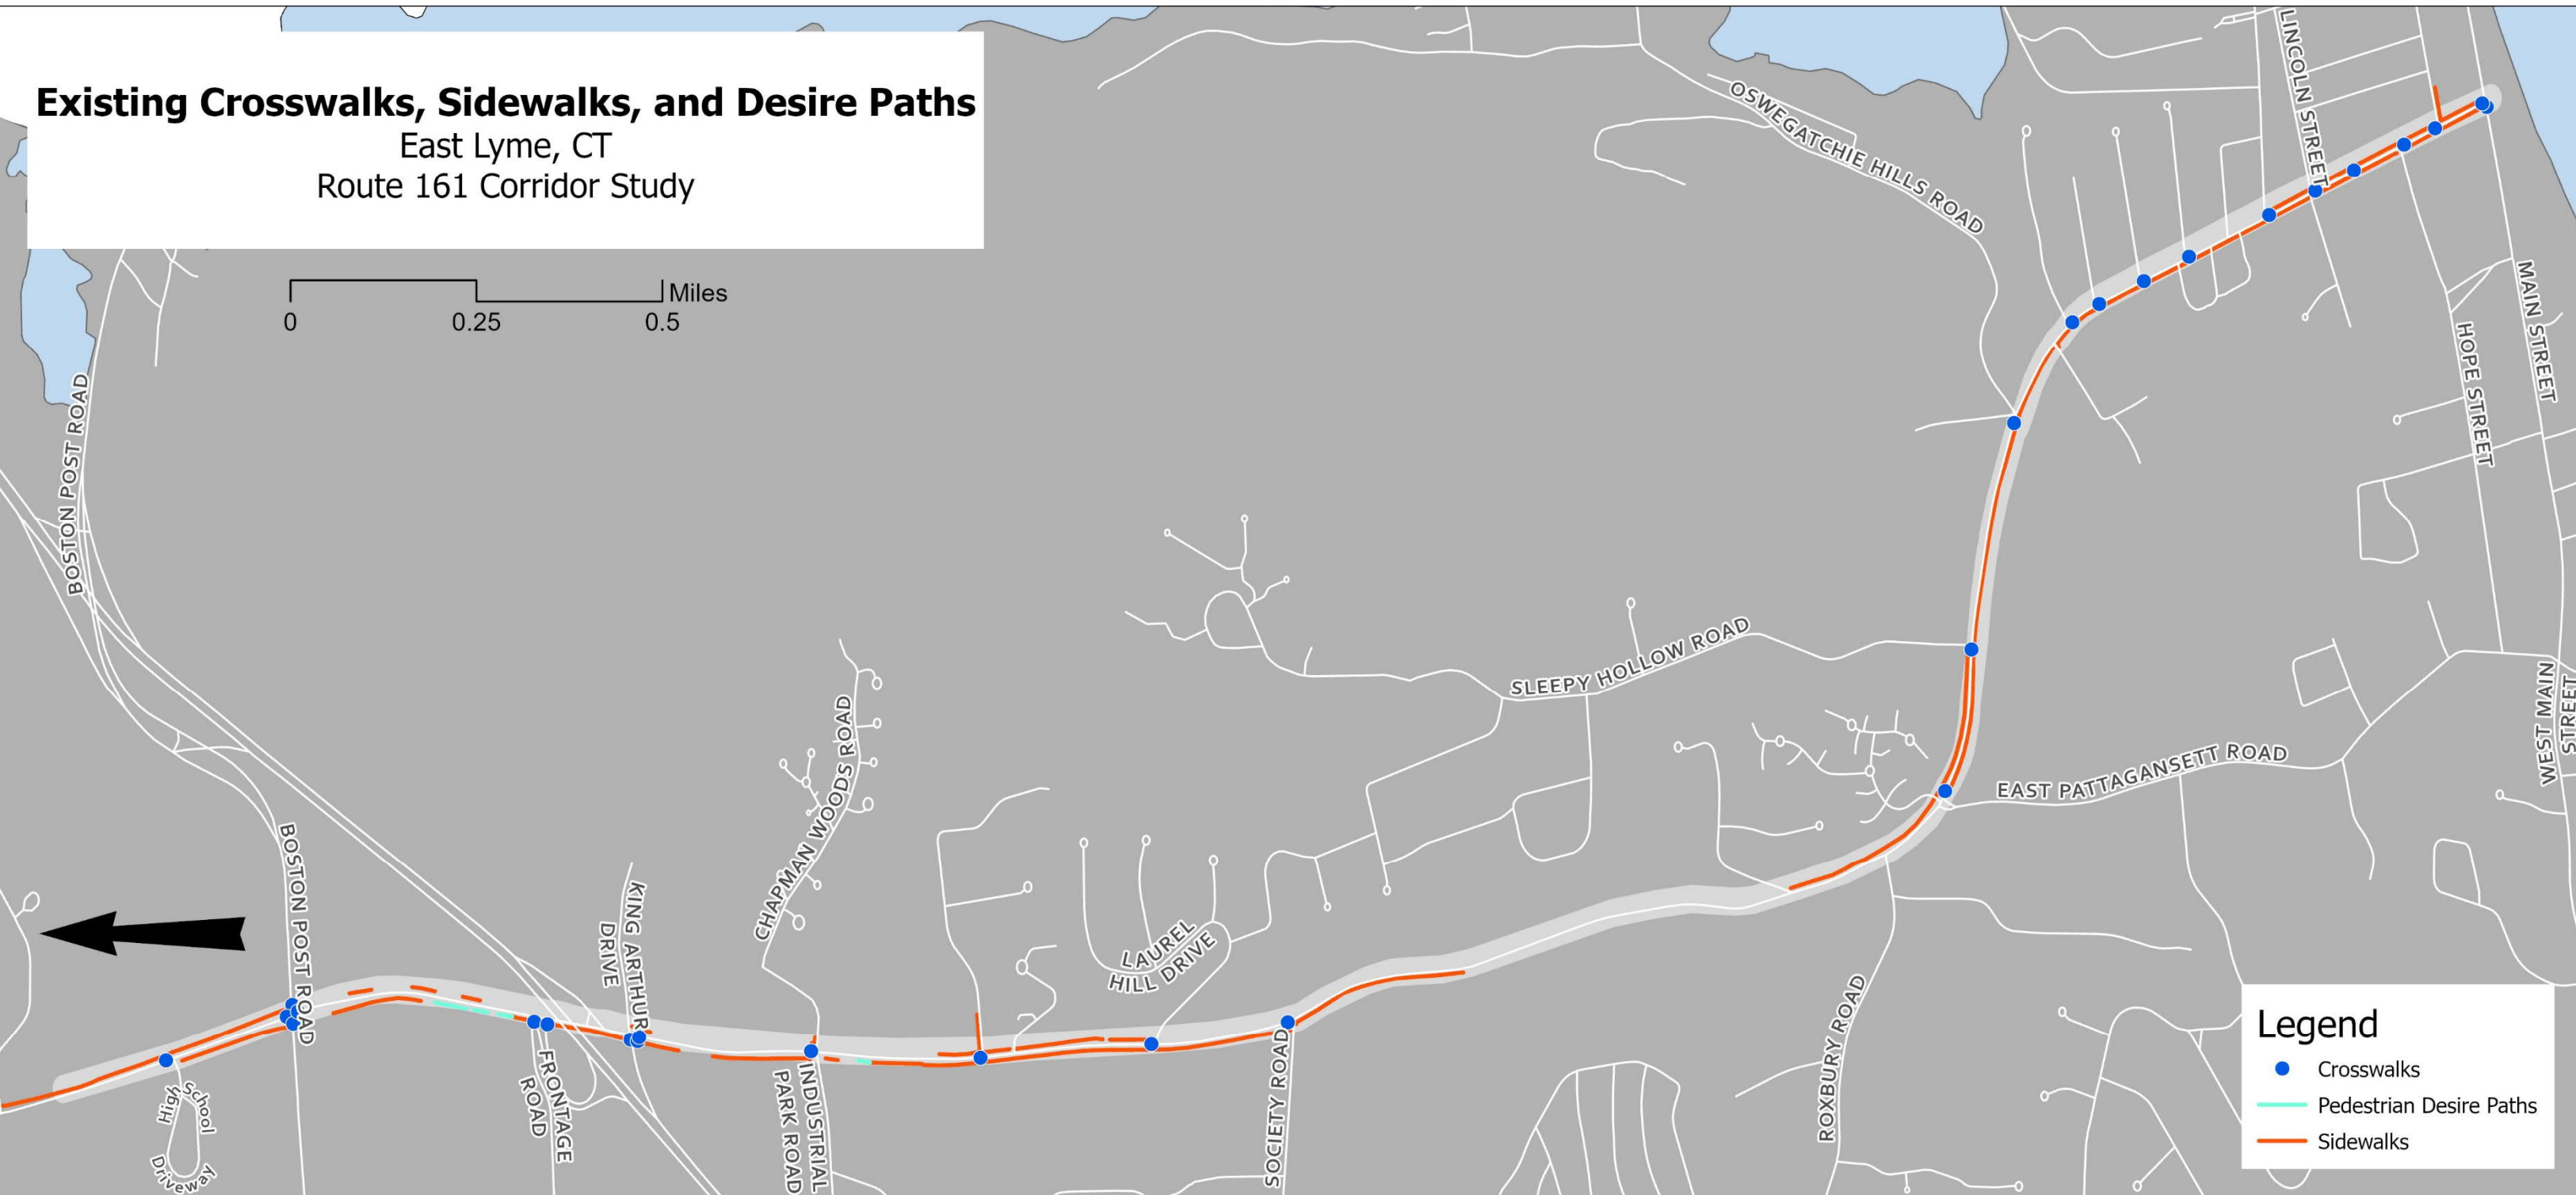 Existing Crosswalks, Sidewalks, and Desire Paths
East Lyme, CT
Route 161 Corridor Study
Miles
0
0.25
0.5
BOSTON POST ROAD
OSWEGATCHIE HILLS ROAD
LINCOLN STREET
MAIN STREET
HOPE STREET
WEST MAIN
STREET
SLEEPY HOLLOW ROAD
EAST PATTAGANSETT ROAD
CHAPMAN WOODS ROAD
BOSTON POST ROAD
KING ARTHUR
DRIVE
LAUREL
HILL DRIVE
FRONTAGE
ROAD
INDUSTRIAL
PARK ROAD
SOCIETY ROAD
ROXBURY ROAD
High School
Driveway
Legend
Crosswalks
Pedestrian Desire Paths
Sidewalks